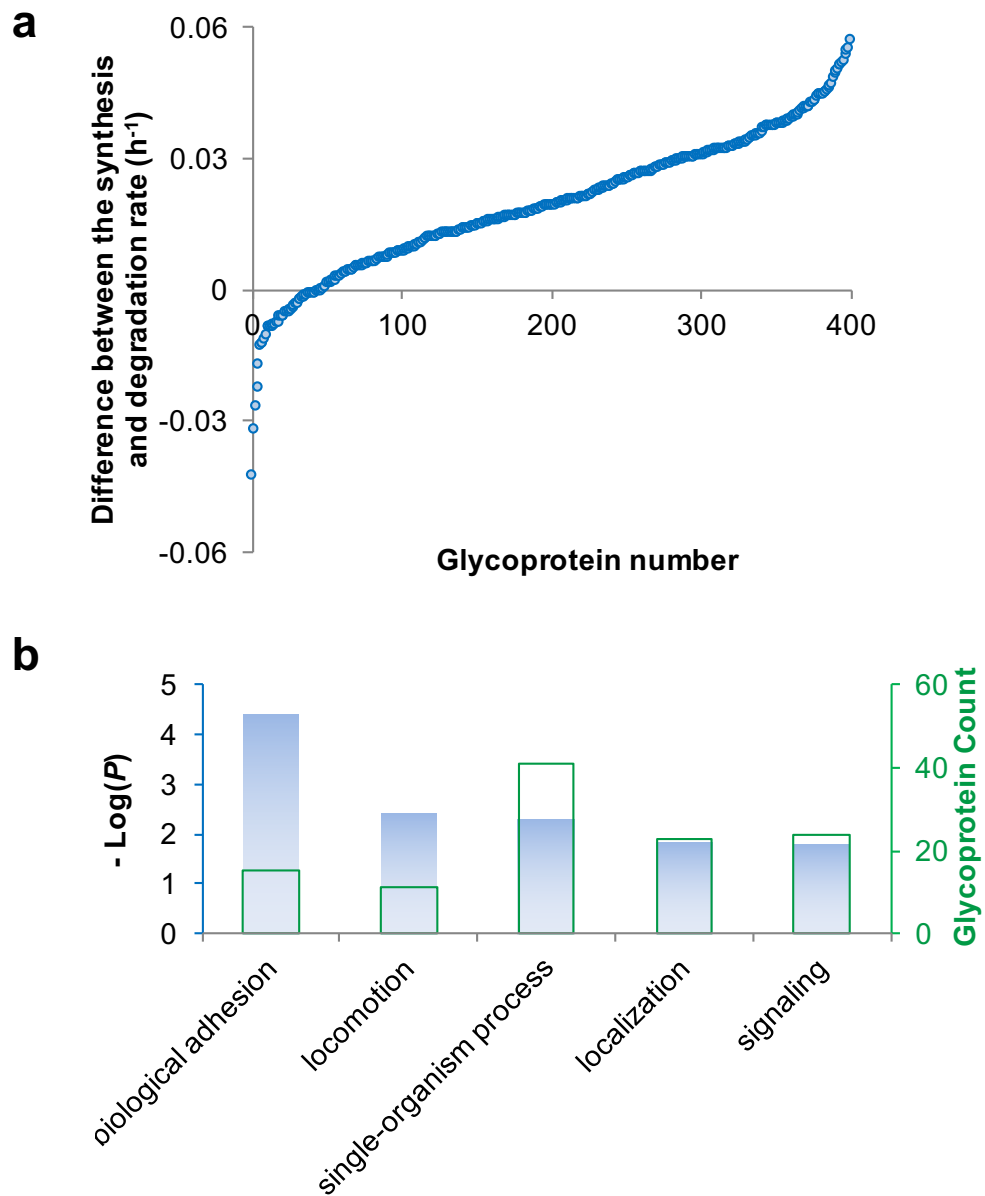 a
Difference between the synthesis
and degradation rate (h-1)
0.06
0.03
0
-0.03
-0.06
0
100
200
300
400
Glycoprotein number
b
- Log(P)
5
4
3
2
1
0
60
40
20
0
Glycoprotein Count
biological adhesion
locomotion
single-organism process
localization
signaling